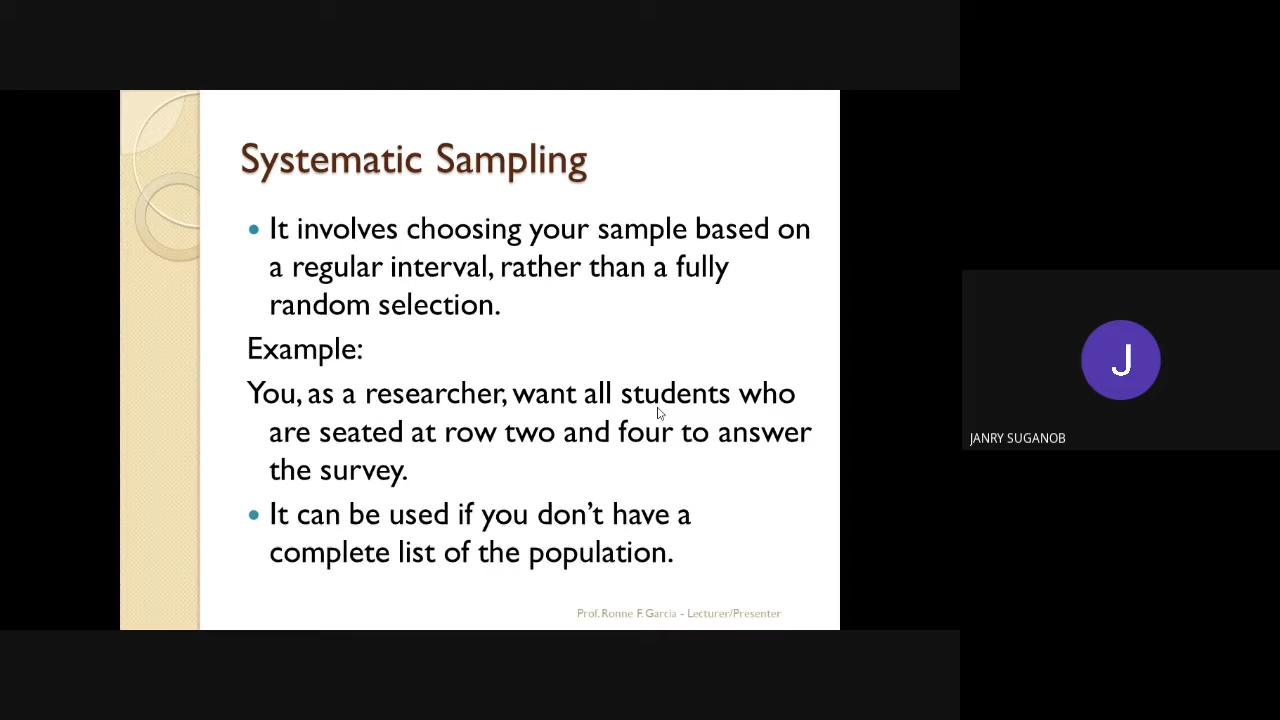 Systematic Sampling
It involves choosing your sample based on
a regular interval, rather than a fully
random selection.
Example:
You, as a researcher, want all students who
are seated at row two and four to answer
the survey.
It can be used if you don't have a
complete list of the population.
Prof. Ronne F. Garcia - Lecturer/Presenter
J
JANRY SUGANOB